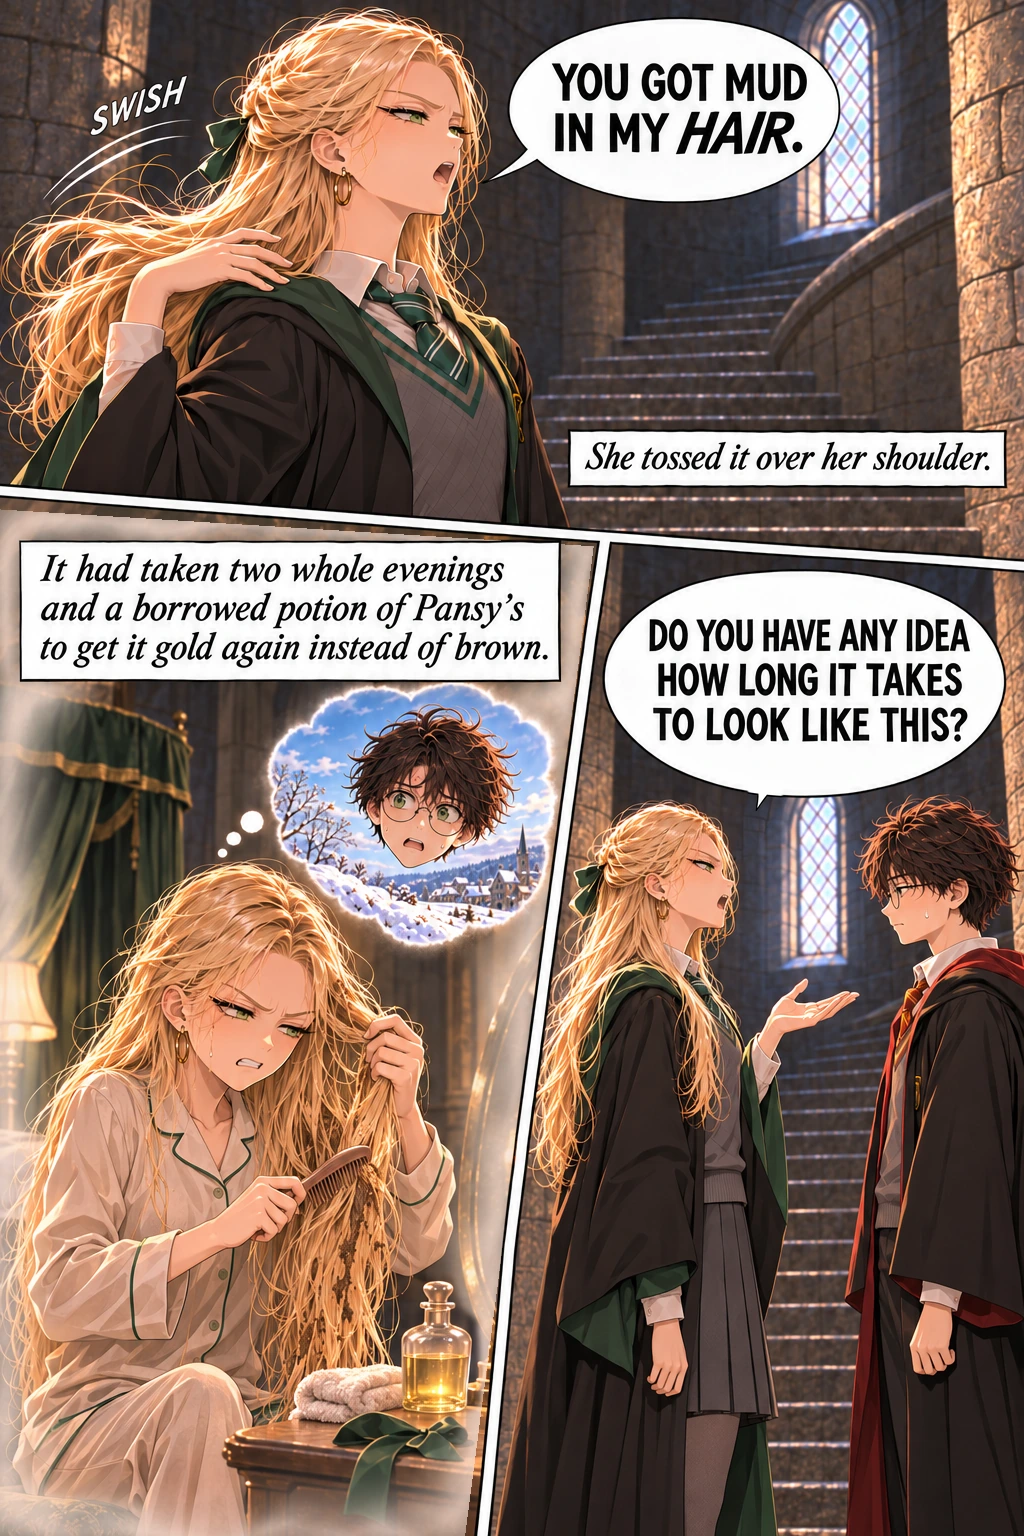 SWISH
YOU GOT MUD
IN MY HAIR.
She tossed it over her shoulder.
It had taken two whole evenings
and a borrowed potion of Pansy's
to get it gold again instead of brown.
DO YOU HAVE ANY IDEA
HOW LONG IT TAKES
TO LOOK LIKE THIS?